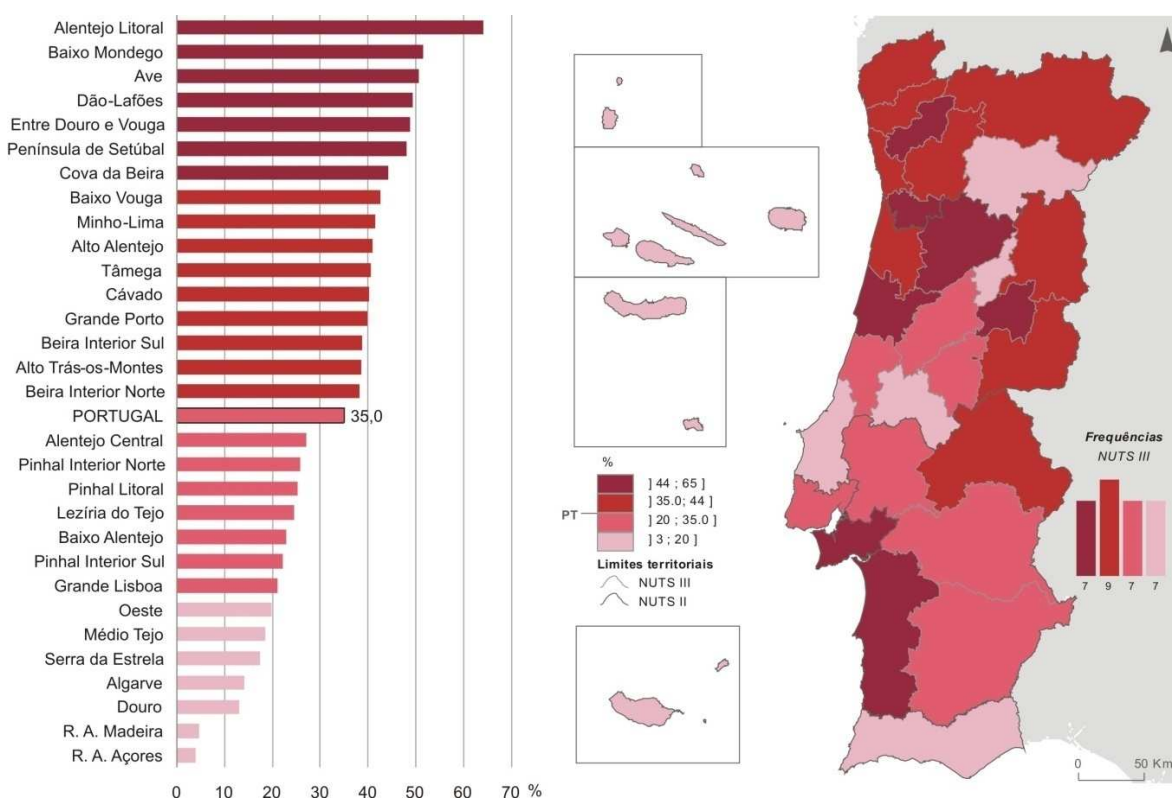 Alentejo Litoral
Baixo Mondego
Ave
Dão-Lafões
Entre Douro e Vouga
Península de Setúbal
Cova da Beira
Baixo Vouga
Minho-Lima
Alto Alentejo
Tâmega
Cávado
Grande Porto
Beira Interior Sul
Alto Trás-os-Montes
Beira Interior Norte
PORTUGAL 35,0
Alentejo Central
Pinhal Interior Norte
Pinhal Litoral
Lezíria do Tejo
Baixo Alentejo
Pinhal Interior Sul
Grande Lisboa
Oeste
Médio Tejo
Serra da Estrela
Algarve
Douro
R. A. Madeira
R. A. Açores
0 10 20 30 40 50 60 70 %
%
] 44 ; 65 ]
] 35.0; 44 ]
PT
] 20 ; 35.0 ]
] 3 ; 20 ]
Limites territoriais
NUTS III
NUTS II
Frequências
NUTS III
7 9 7 7
0 50 Km